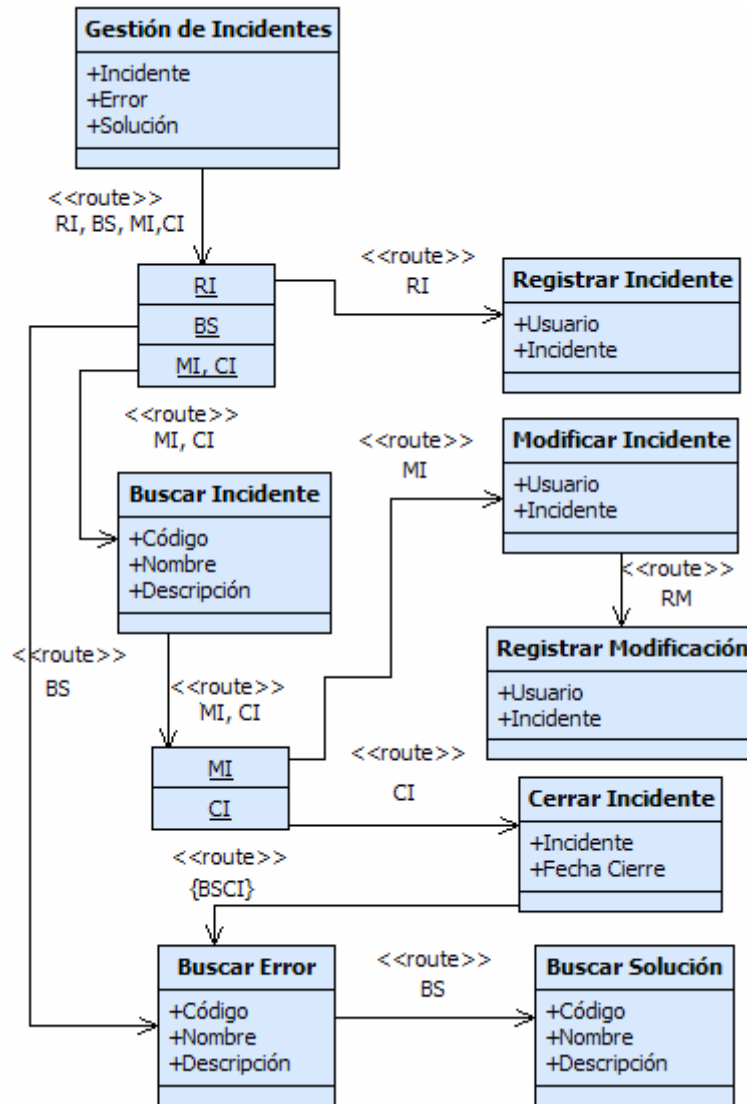 Gestión de Incidentes
+Incidente
+Error
+Solución
<<route>>
RI, BS, MI,CI
RI
BS
MI, CI
<<route>>
RI
Registrar Incidente
+Usuario
+Incidente
<<route>>
MI, CI
Buscar Incidente
+Código
+Nombre
+Descripción
<<route>>
MI
Modificar Incidente
+Usuario
+Incidente
<<route>>
RM
Registrar Modificación
+Usuario
+Incidente
<<route>>
BS
<<route>>
MI, CI
MI
CI
<<route>>
CI
Cerrar Incidente
+Incidente
+Fecha Cierre
<<route>>
{BSCI}
Buscar Error
+Código
+Nombre
+Descripción
<<route>>
BS
Buscar Solución
+Código
+Nombre
+Descripción